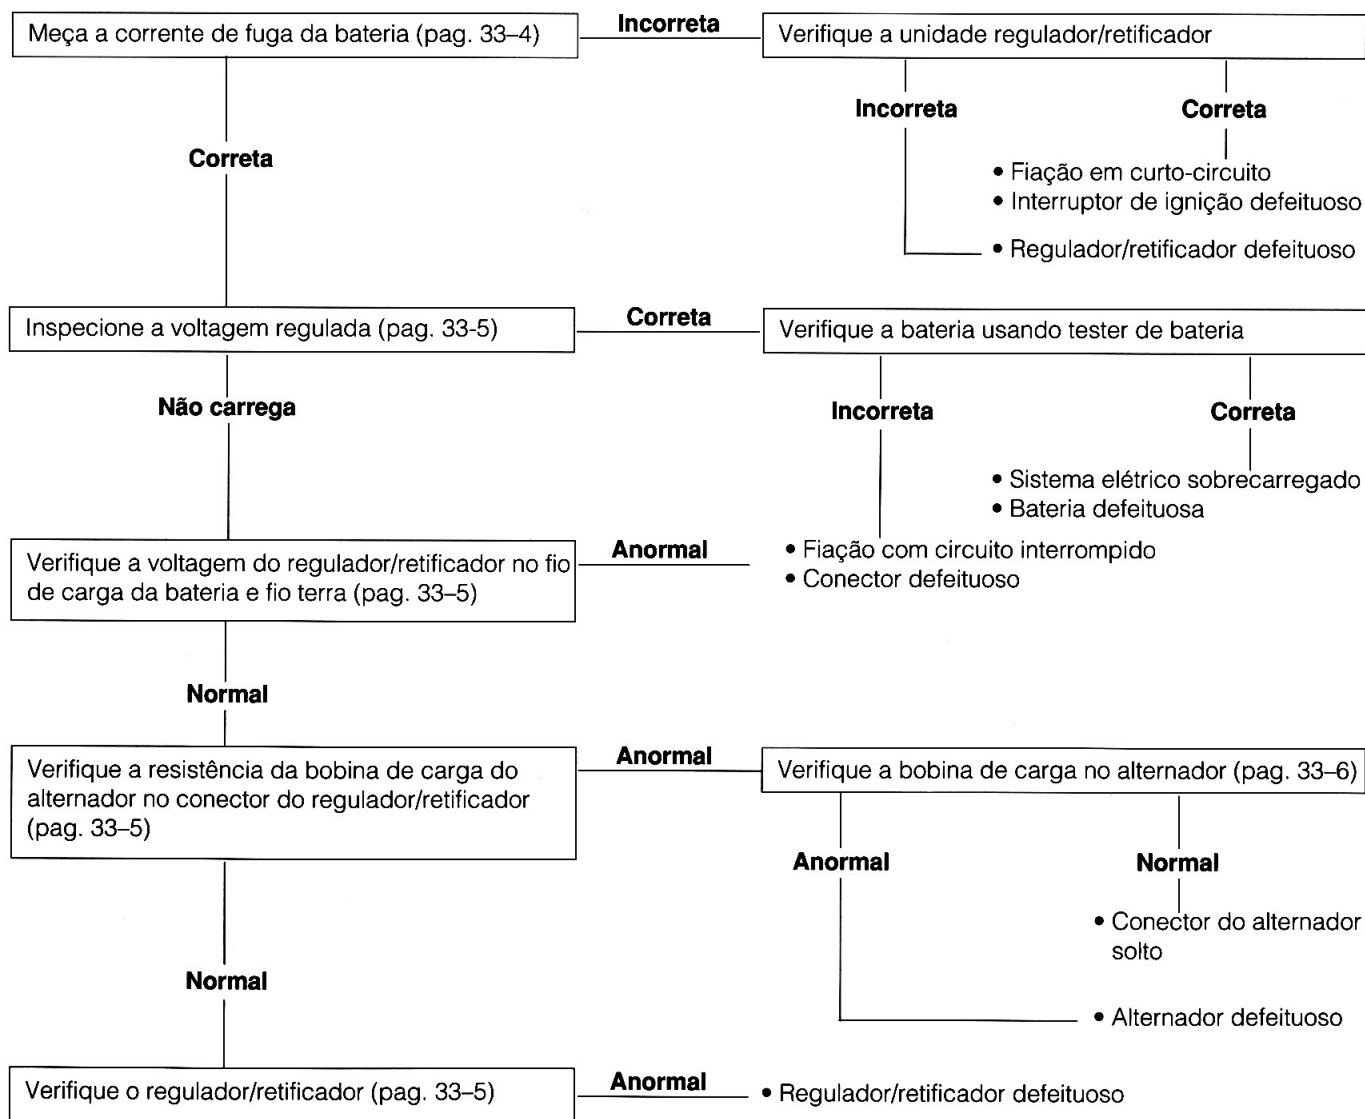 Meça a corrente de fuga da bateria (pag. 33–4)
Incorreta
Verifique a unidade regulador/retificador
Incorreta
Correta
Correta
• Fiação em curto-circuito
• Interruptor de ignição defeituoso
• Regulador/retificador defeituoso
Inspecione a voltagem regulada (pag. 33-5)
Correta
Verifique a bateria usando tester de bateria
Não carrega
Incorreta
Correta
• Sistema elétrico sobrecarregado
• Bateria defeituosa
Verifique a voltagem do regulador/retificador no fio
de carga da bateria e fio terra (pag. 33–5)
Anormal
• Fiação com circuito interrompido
• Conector defeituoso
Normal
Verifique a resistência da bobina de carga do
alternador no conector do regulador/retificador
(pag. 33–5)
Anormal
Verifique a bobina de carga no alternador (pag. 33–6)
Anormal
Normal
• Conector do alternador
solto
Normal
• Alternador defeituoso
Verifique o regulador/retificador (pag. 33–5)
Anormal
• Regulador/retificador defeituoso